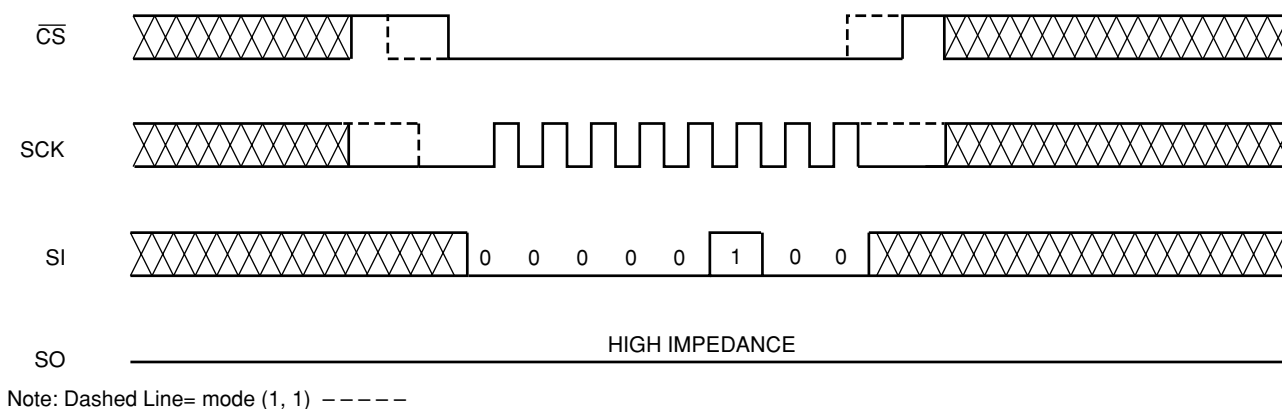 CS
SCK
SI
0 0 0 0 0 1 0 0
HIGH IMPEDANCE
SO
Note: Dashed Line= mode (1, 1) – – – – –